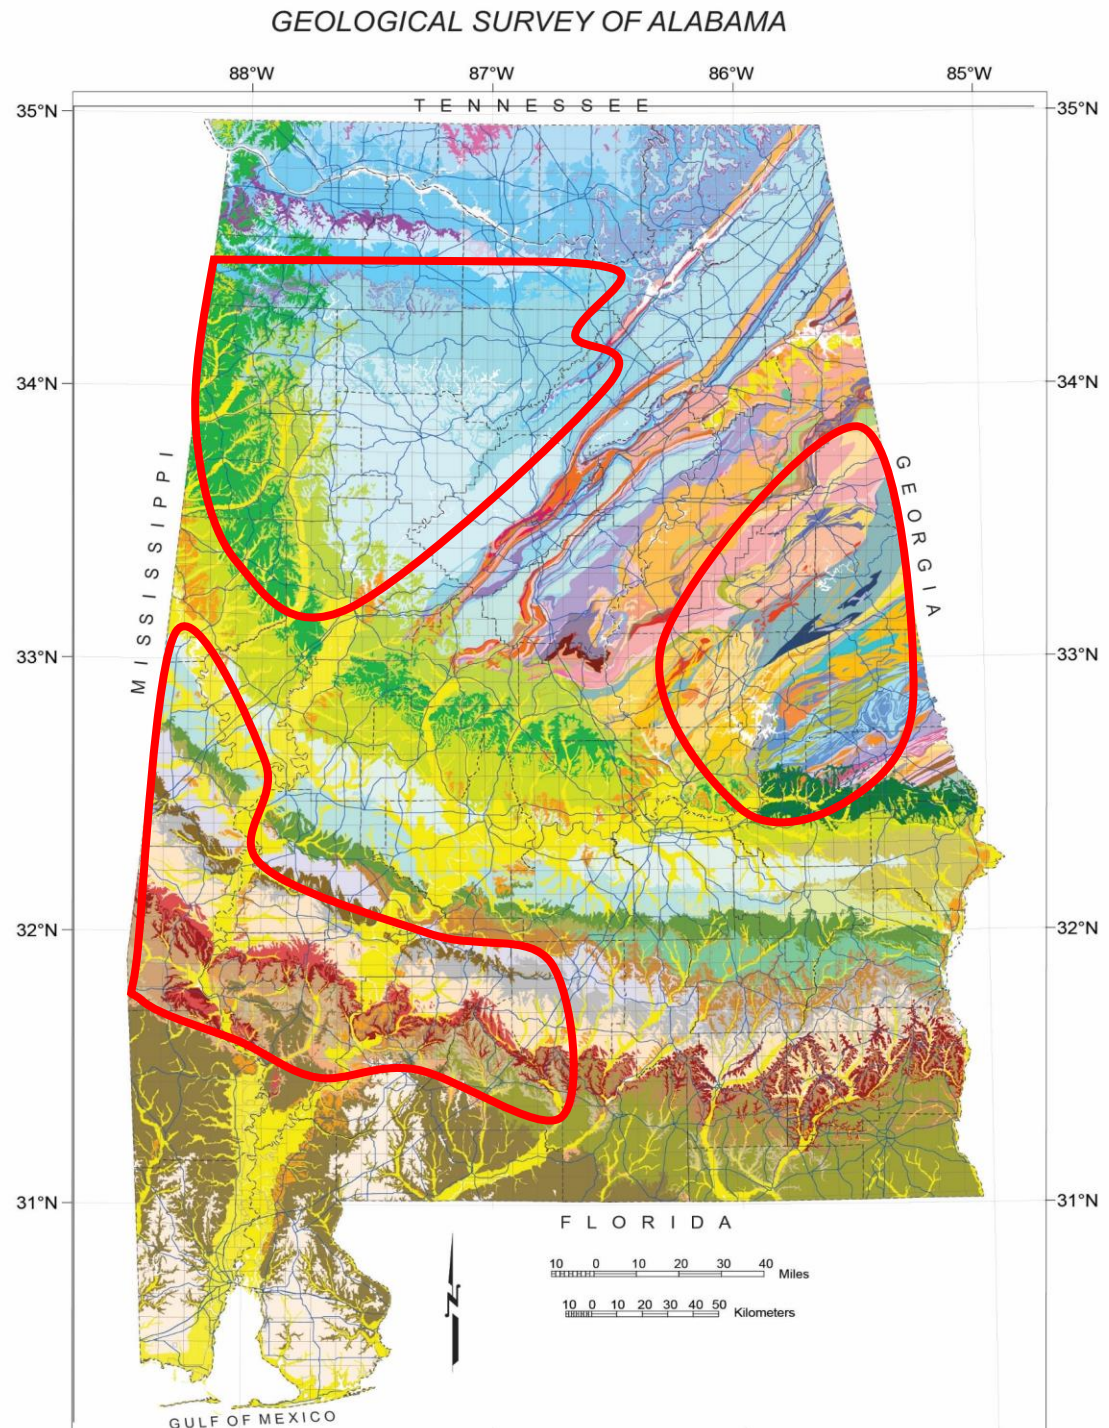 GEOLOGICAL SURVEY OF ALABAMA
88°W 87°W 86°W 85°W
35°N 35°N
TENNESSEE
34°N 34°N
MISSISSIPPI
GEORGIA
33°N 33°N
32°N 32°N
31°N 31°N
FLORIDA
10 0 10 20 30 40 Miles
N
10 0 10 20 30 40 50 Kilometers
GULF OF MEXICO